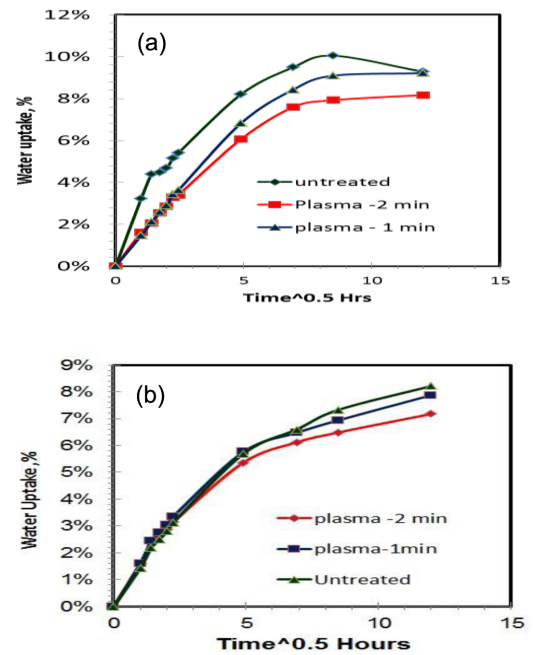 12%
(a)
10%
8%
6%
4%
2%
0%
Water uptake, %
untreated
Plasma -2 min
plasma - 1 min
0
5
10
15
Time^0.5 Hrs
9%
(b)
8%
7%
6%
5%
4%
3%
2%
1%
0%
Water Uptake,%
plasma -2 min
plasma-1min
Untreated
0
5
10
15
Time^0.5 Hours